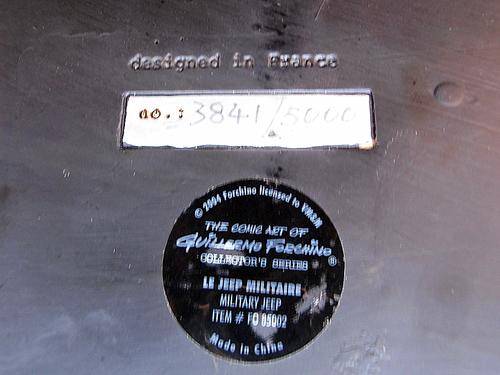 designed in France
no.: 3841/5000
© 2004 Forchino licensed to VM&M
THE COMIC ART OF
GUILLERMO FORCHINO®
COLLECTOR'S SERIES
LE JEEP MILITAIRE
MILITARY JEEP
ITEM # FO 85002
Made in China